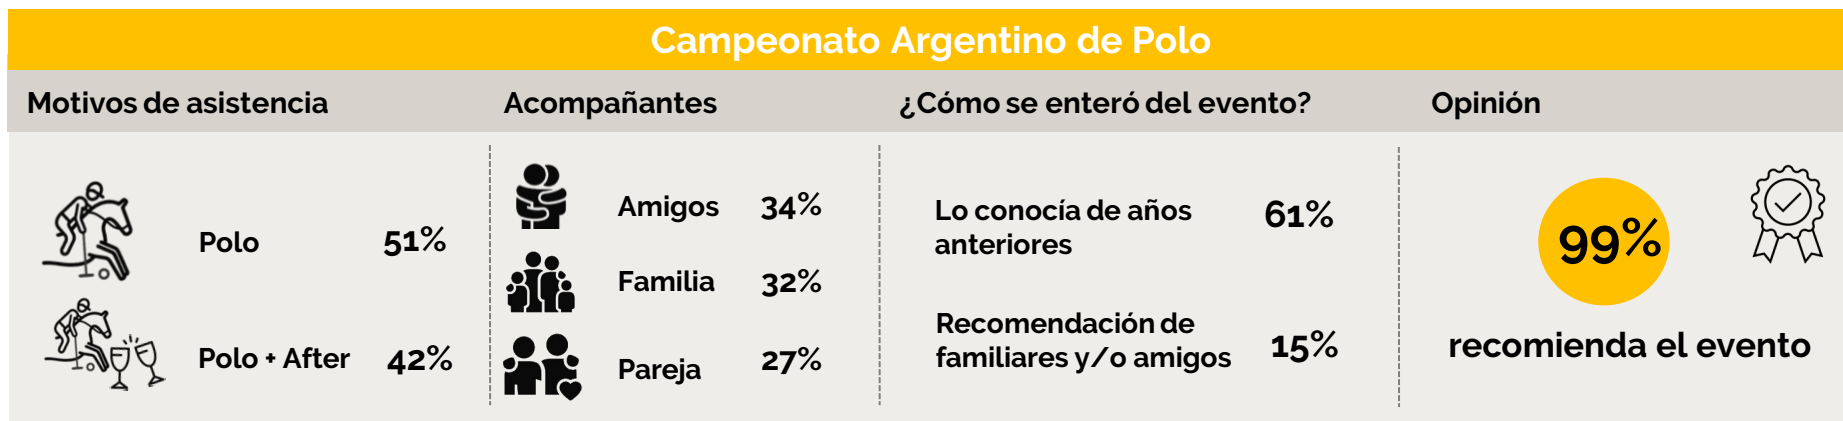 Campeonato Argentino de Polo
Motivos de asistencia
Acompañantes
¿Cómo se enteró del evento?
Opinión
Polo 51%
Polo + After 42%
Amigos 34%
Familia 32%
Pareja 27%
Lo conocía de años
anteriores
61%
Recomendación de
familiares y/o amigos
15%
99%
recomienda el evento